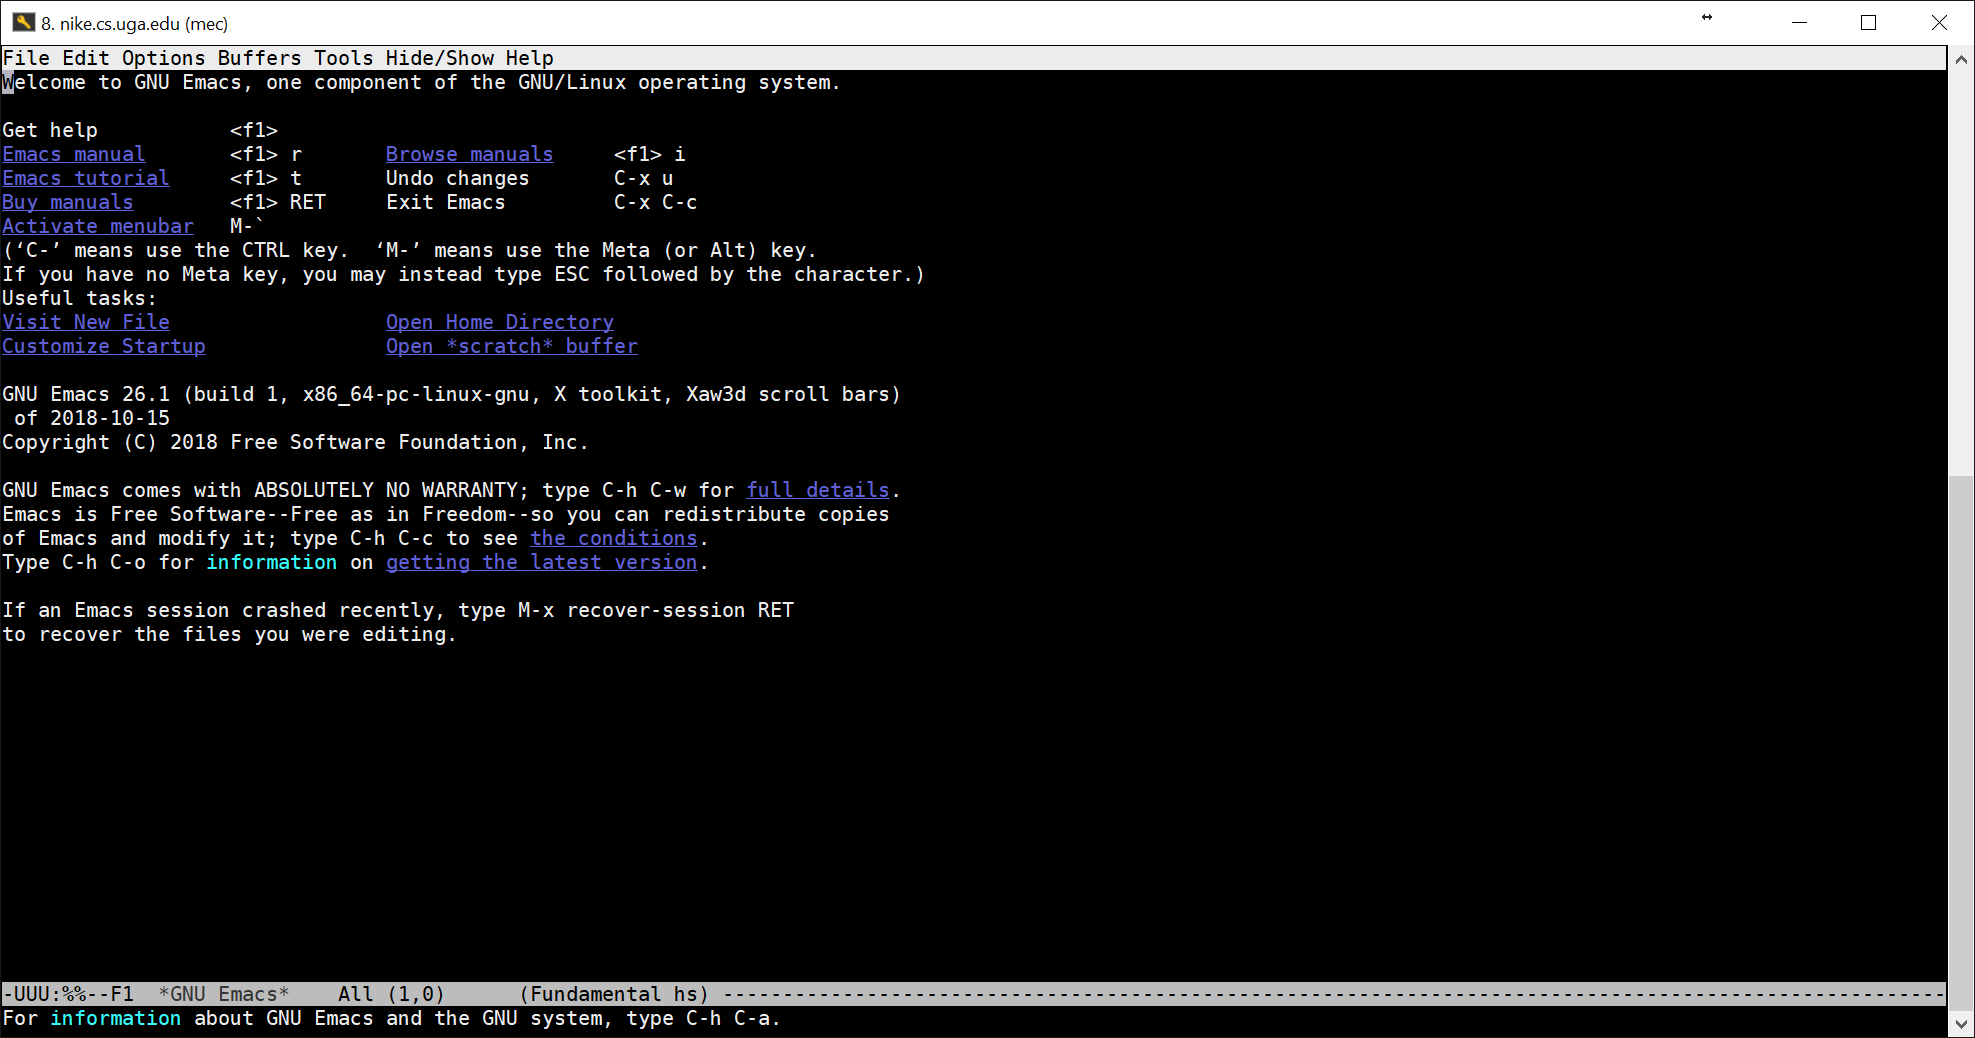 8. nike.cs.uga.edu (mec)
File Edit Options Buffers Tools Hide/Show Help
Welcome to GNU Emacs, one component of the GNU/Linux operating system.
Get help <f1>
Emacs manual <f1> r Browse manuals <f1> i
Emacs tutorial <f1> t Undo changes C-x u
Buy manuals <f1> RET Exit Emacs C-x C-c
Activate menubar M-`
(‘C-’ means use the CTRL key.  ‘M-’ means use the Meta (or Alt) key.
If you have no Meta key, you may instead type ESC followed by the character.)
Useful tasks:
Visit New File Open Home Directory
Customize Startup Open *scratch* buffer
GNU Emacs 26.1 (build 1, x86_64-pc-linux-gnu, X toolkit, Xaw3d scroll bars)
of 2018-10-15
Copyright (C) 2018 Free Software Foundation, Inc.
GNU Emacs comes with ABSOLUTELY NO WARRANTY; type C-h C-w for full details.
Emacs is Free Software--Free as in Freedom--so you can redistribute copies
of Emacs and modify it; type C-h C-c to see the conditions.
Type C-h C-o for information on getting the latest version.
If an Emacs session crashed recently, type M-x recover-session RET
to recover the files you were editing.
-UUU:%%--F1  *GNU Emacs*    All (1,0)      (Fundamental hs) ------------------------------------------------------------------------------------------------------
For information about GNU Emacs and the GNU system, type C-h C-a.